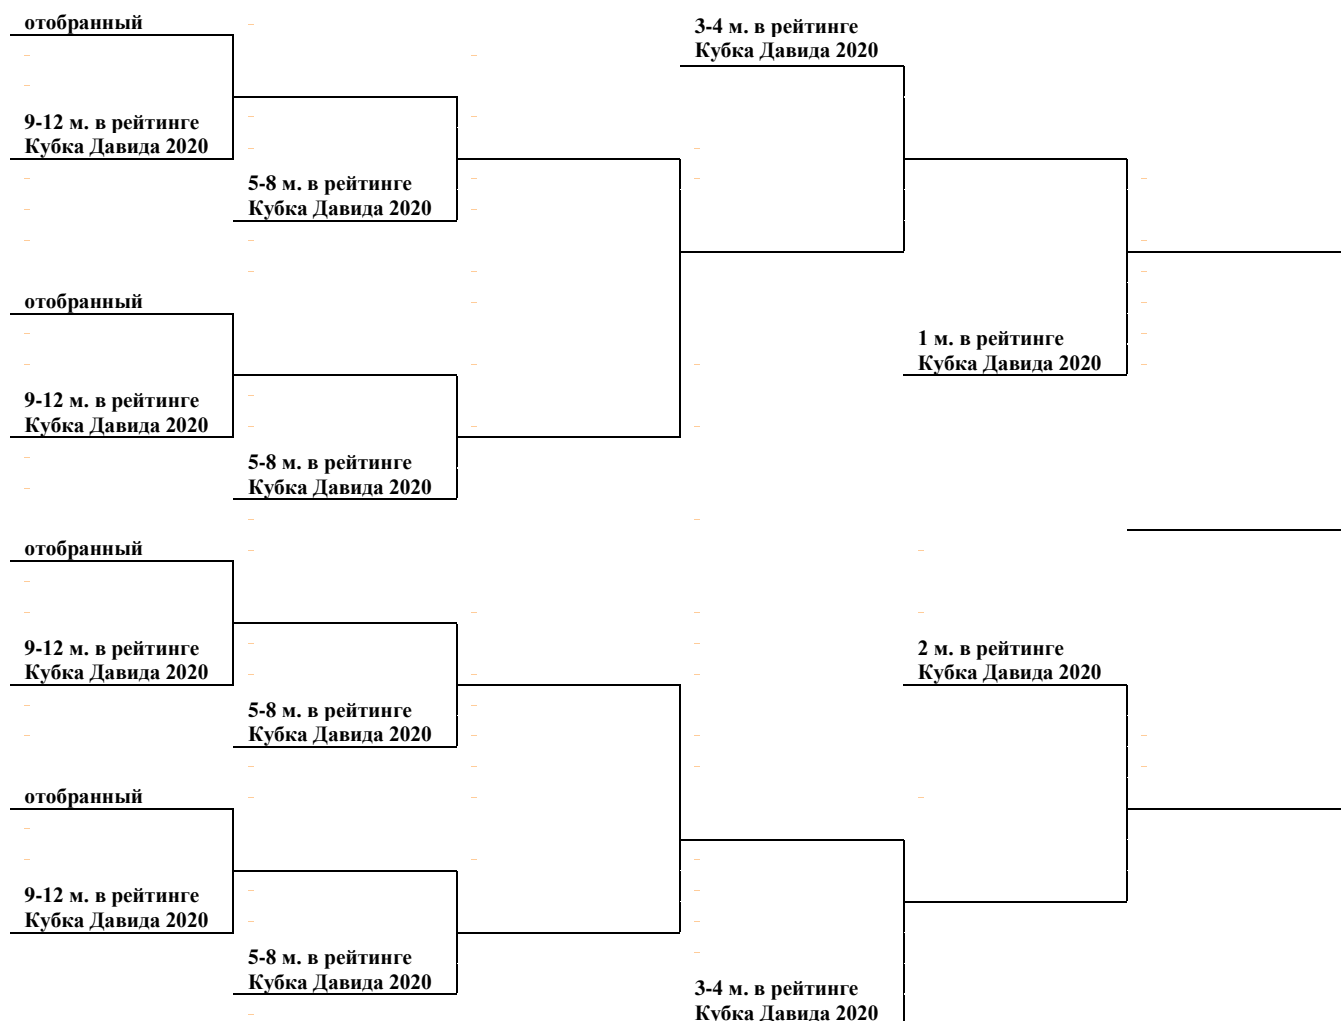 отобранный
9-12 м. в рейтинге
Кубка Давида 2020
5-8 м. в рейтинге
Кубка Давида 2020
отобранный
9-12 м. в рейтинге
Кубка Давида 2020
5-8 м. в рейтинге
Кубка Давида 2020
отобранный
9-12 м. в рейтинге
Кубка Давида 2020
5-8 м. в рейтинге
Кубка Давида 2020
отобранный
9-12 м. в рейтинге
Кубка Давида 2020
5-8 м. в рейтинге
Кубка Давида 2020
3-4 м. в рейтинге
Кубка Давида 2020
1 м. в рейтинге
Кубка Давида 2020
2 м. в рейтинге
Кубка Давида 2020
3-4 м. в рейтинге
Кубка Давида 2020